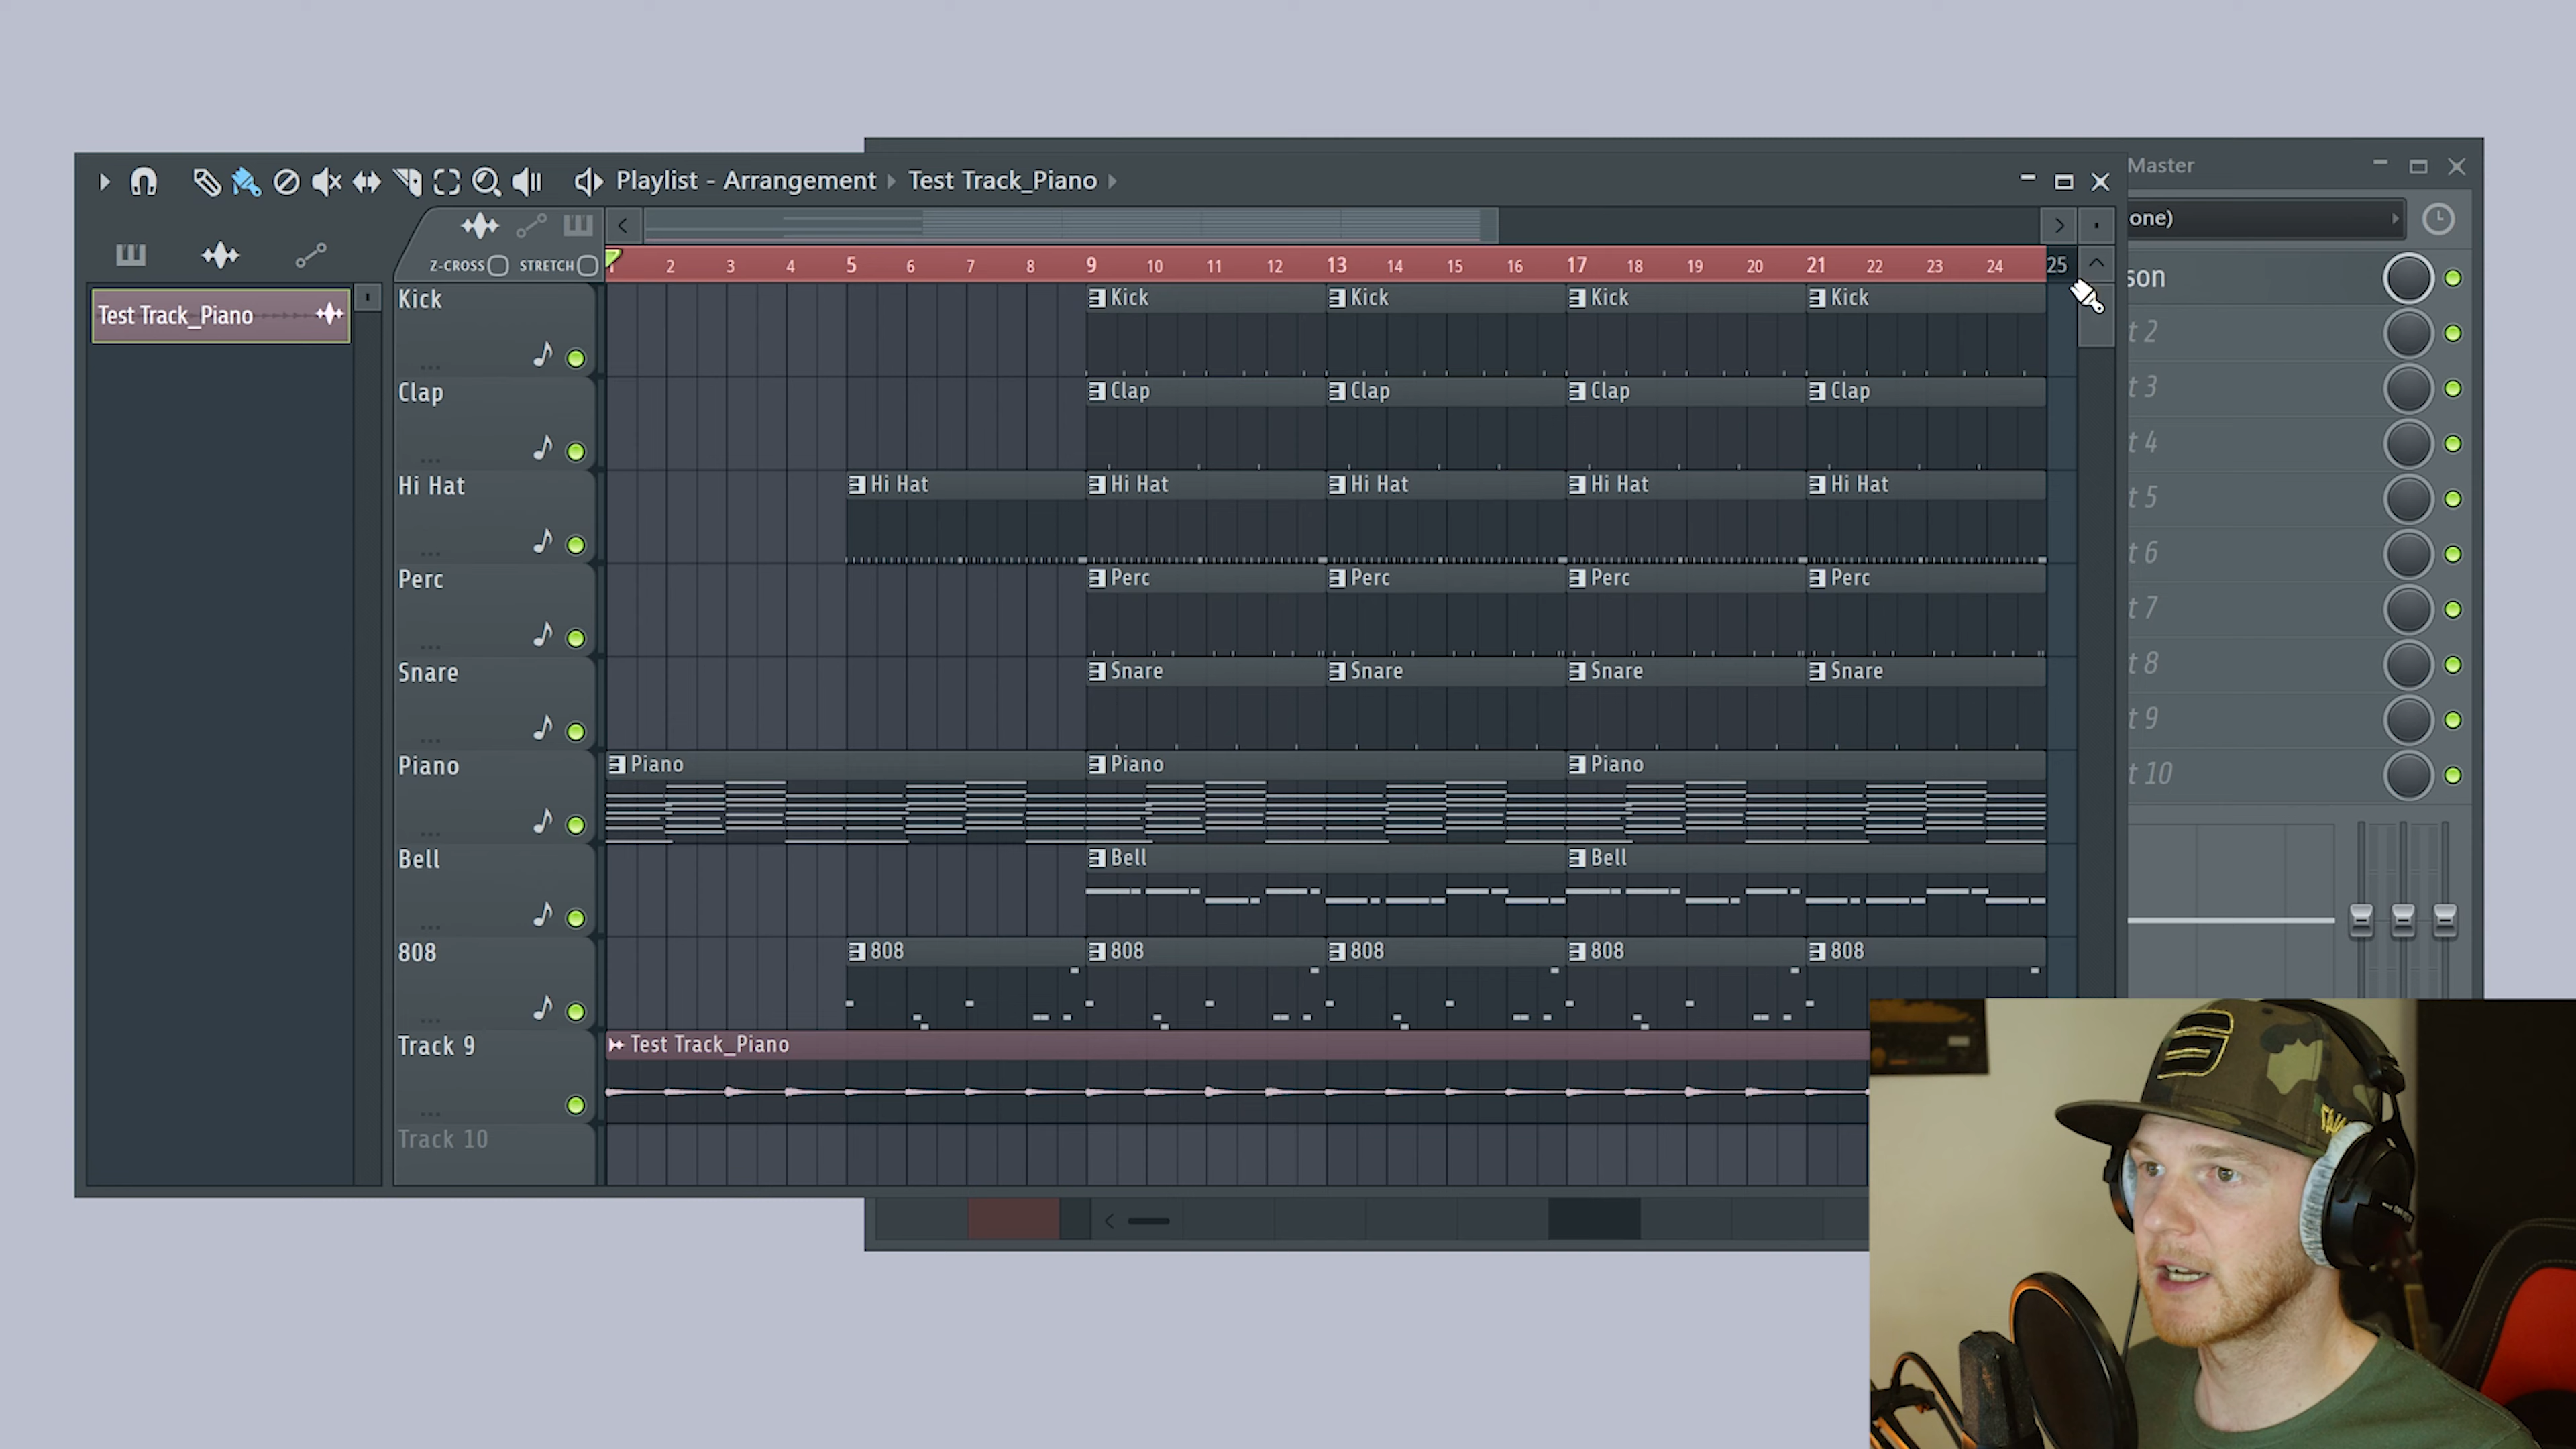 Playlist - Arrangement Test Track_Piano
Master
one)
Z-CROSS STRETCH
1 2 3 4 5 6 7 8 9 10 11 12 13 14 15 16 17 18 19 20 21 22 23 24 25
Test Track_Piano
son
t 2
t 3
t 4
t 5
t 6
t 7
t 8
t 9
t 10
Kick
Kick Kick Kick Kick
Clap
Clap Clap Clap Clap
Hi Hat
Hi Hat Hi Hat Hi Hat Hi Hat Hi Hat
Perc
Perc Perc Perc Perc
Snare
Snare Snare Snare Snare
Piano
Piano Piano Piano
Bell
Bell Bell
808
808 808 808 808 808
Track 9
Test Track_Piano
Track 10